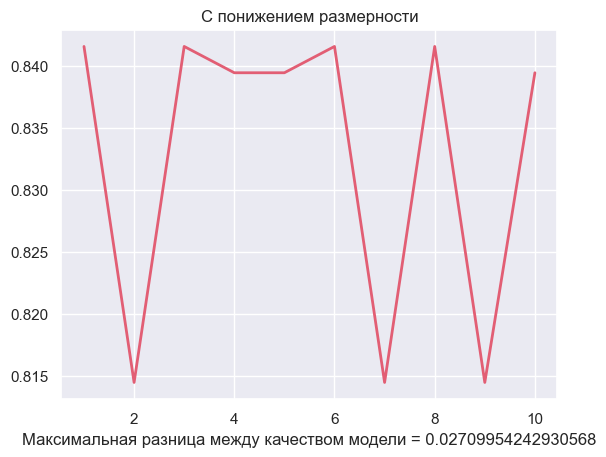 С понижением размерности
0.840
0.835
0.830
0.825
0.820
0.815
2 4 6 8 10
Максимальная разница между качеством модели = 0.02709954242930568